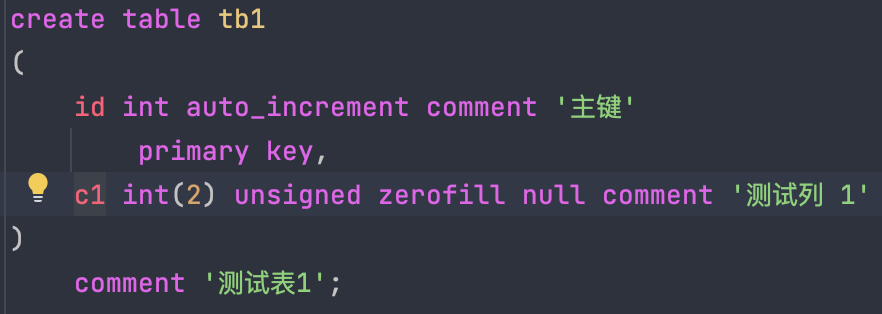 create table tb1
(
    id int auto_increment comment '主键'
        primary key,
    c1 int(2) unsigned zerofill null comment '测试列 1'
)
    comment '测试表1';